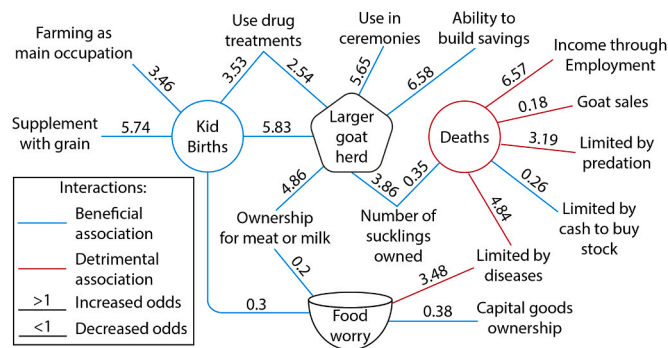 Farming as
main occupation
Use drug
treatments
Use in
ceremonies
Ability to
build savings
Income through
Employment
3.46
3.53
2.54
5.65
6.58
6.57
0.18
Goat sales
Supplement
with grain
5.74
Kid
Births
5.83
Larger
goat
herd
Deaths
3.19
Limited by
predation
4.86
3.86
0.35
0.26
4.84
Limited by
cash to buy
stock
Interactions:
Beneficial
association
Detrimental
association
>1 Increased odds
<1 Decreased odds
Ownership
for meat or milk
Number of
sucklings
owned
Limited by
diseases
0.2
3.48
0.3
Food
worry
0.38
Capital goods
ownership